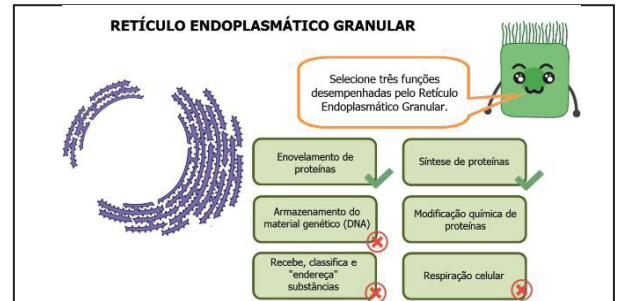 RETÍCULO ENDOPLASMÁTICO GRANULAR
Selecione três funções
desempenhadas pelo Retículo
Endoplasmático Granular.
Enovelamento de
proteínas
Síntese de proteínas
Armazenamento do
material genético (DNA)
Modificação química de
proteínas
Recebe, classifica e
"endereça"
substâncias
Respiração celular